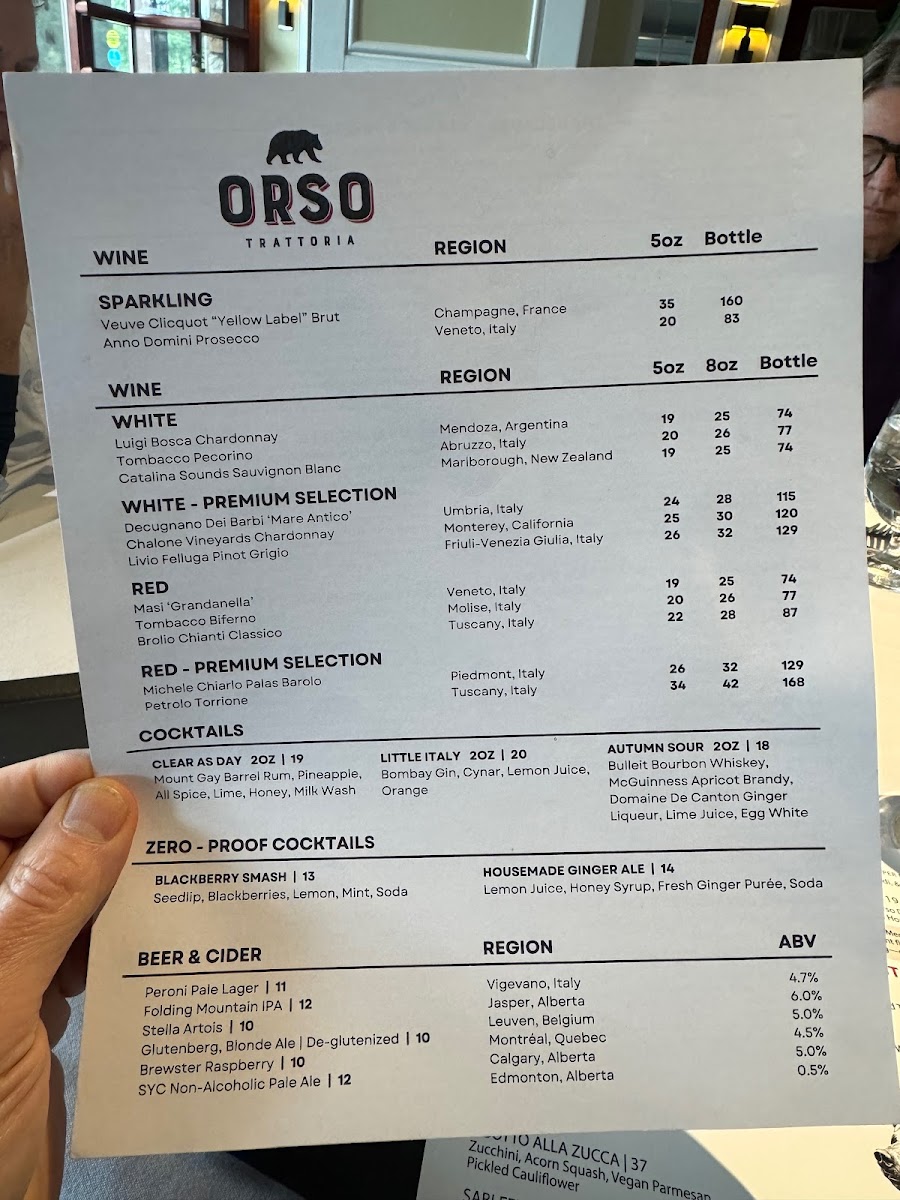 ORSO
TRATTORIA
WINE REGION 5oz Bottle
SPARKLING
Veuve Clicquot “Yellow Label” Brut Champagne, France 35 160
Anno Domini Prosecco Veneto, Italy 20 83
WINE REGION 5oz 8oz Bottle
WHITE
Luigi Bosca Chardonnay Mendoza, Argentina 19 25 74
Tombacco Pecorino Abruzzo, Italy 20 26 77
Catalina Sounds Sauvignon Blanc Marlborough, New Zealand 19 25 74
WHITE - PREMIUM SELECTION
Decugnano Dei Barbi ‘Mare Antico’ Umbria, Italy 24 28 115
Chalone Vineyards Chardonnay Monterey, California 25 30 120
Livio Felluga Pinot Grigio Friuli-Venezia Giulia, Italy 26 32 129
RED
Masi ‘Grandanella’ Veneto, Italy 19 25 74
Tombacco Biferno Molise, Italy 20 26 77
Brolio Chianti Classico Tuscany, Italy 22 28 87
RED - PREMIUM SELECTION
Michele Chiarlo Palas Barolo Piedmont, Italy 26 32 129
Petrolo Torrione Tuscany, Italy 34 42 168
COCKTAILS
CLEAR AS DAY 2OZ | 19
Mount Gay Barrel Rum, Pineapple,
All Spice, Lime, Honey, Milk Wash
LITTLE ITALY 2OZ | 20
Bombay Gin, Cynar, Lemon Juice,
Orange
AUTUMN SOUR 2OZ | 18
Bulleit Bourbon Whiskey,
McGuinness Apricot Brandy,
Domaine De Canton Ginger
Liqueur, Lime Juice, Egg White
ZERO - PROOF COCKTAILS
BLACKBERRY SMASH | 13
Seedlip, Blackberries, Lemon, Mint, Soda
HOUSEMADE GINGER ALE | 14
Lemon Juice, Honey Syrup, Fresh Ginger Purée, Soda
BEER & CIDER REGION ABV
Peroni Pale Lager | 11 Vigevano, Italy 4.7%
Folding Mountain IPA | 12 Jasper, Alberta 6.0%
Stella Artois | 10 Leuven, Belgium 5.0%
Glutenberg, Blonde Ale | De-glutenized | 10 Montréal, Quebec 4.5%
Brewster Raspberry | 10 Calgary, Alberta 5.0%
SYC Non-Alcoholic Pale Ale | 12 Edmonton, Alberta 0.5%
ALLA ZUCCA | 37
Zucchini, Acorn Squash, Vegan Parmesan
Pickled Cauliflower